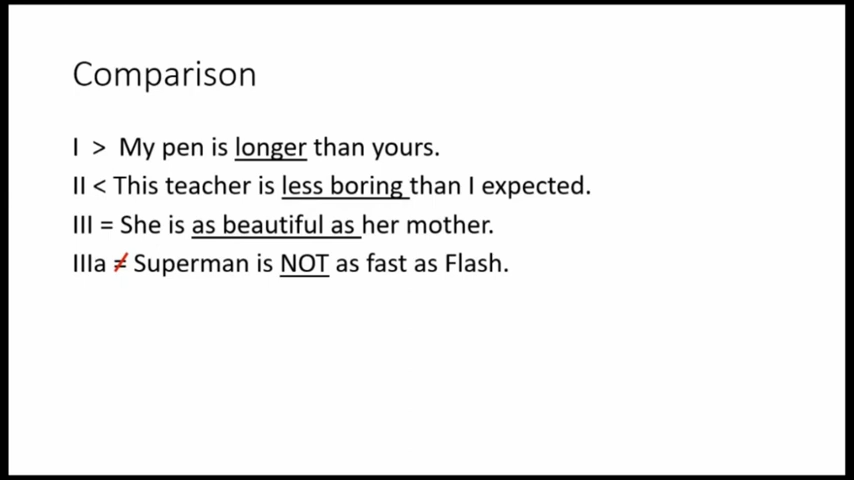 Comparison
I > My pen is longer than yours.
II < This teacher is less boring than I expected.
III = She is as beautiful as her mother.
IIIa ≠ Superman is NOT as fast as Flash.